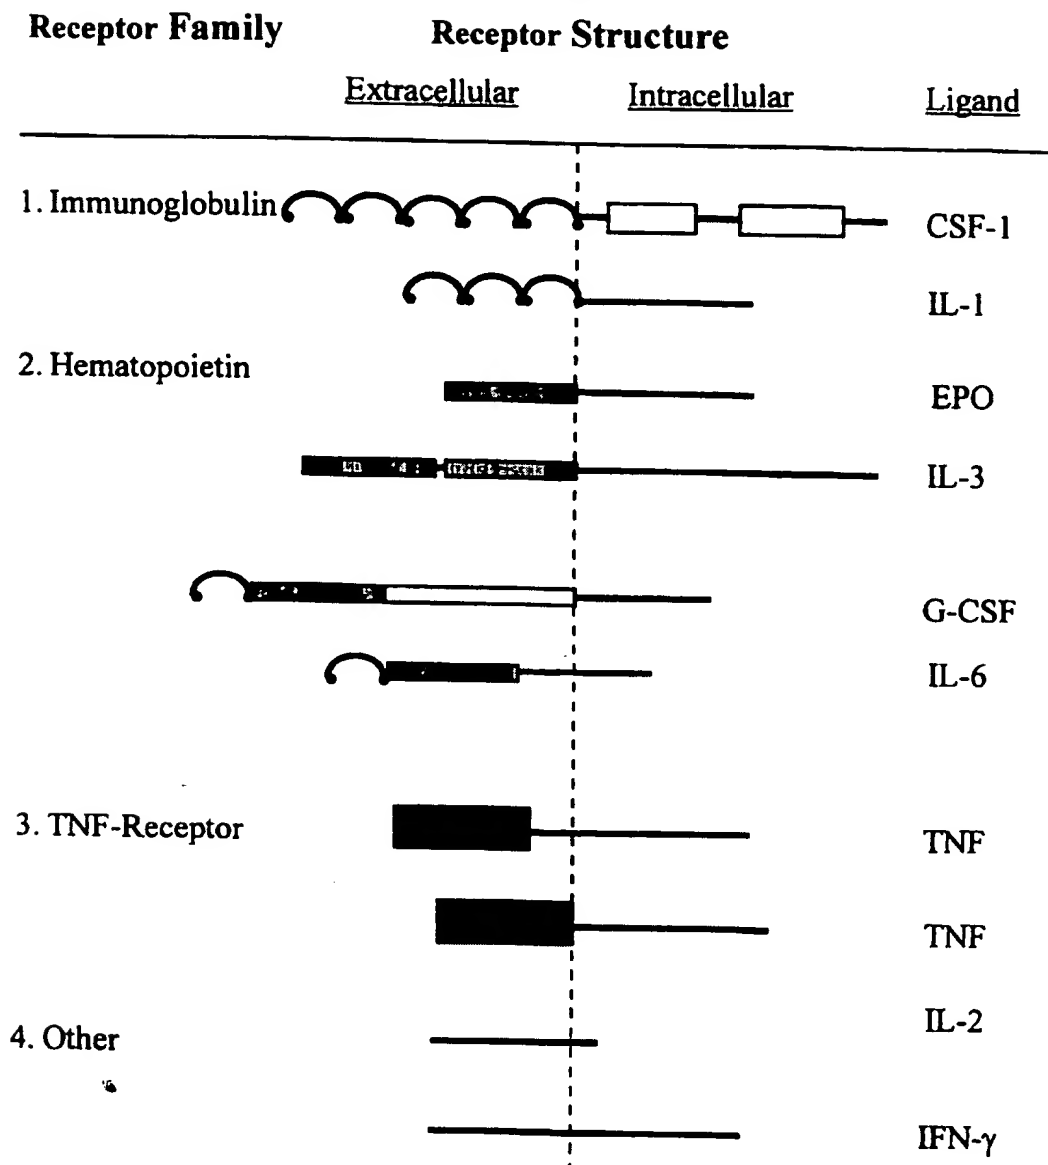 Receptor Family Receptor Structure
Extracellular Intracellular Ligand
1. Immunoglobulin CSF-1
IL-1
2. Hematopoietin
EPO
IL-3
G-CSF
IL-6
3. TNF-Receptor TNF
TNF
IL-2
4. Other
IFN-γ